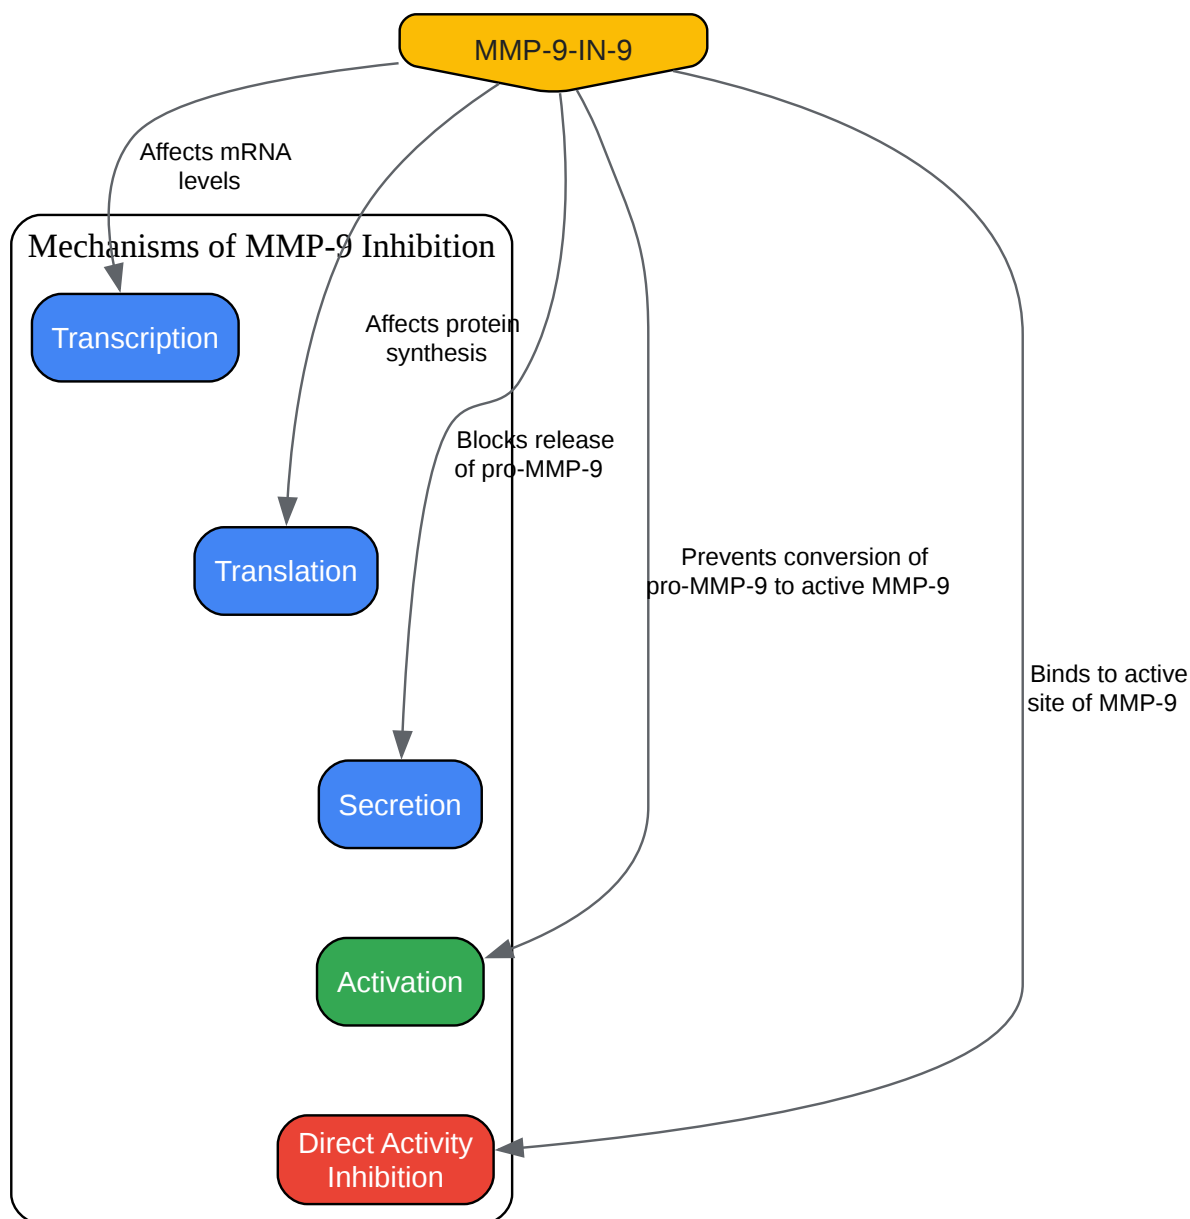 MMP-9-IN-9
Affects mRNA
levels
Mechanisms of MMP-9 Inhibition
Transcription
Affects protein
synthesis
Blocks release
of pro-MMP-9
Translation
Prevents conversion of
pro-MMP-9 to active MMP-9
Binds to active
site of MMP-9
Secretion
Activation
Direct Activity
Inhibition